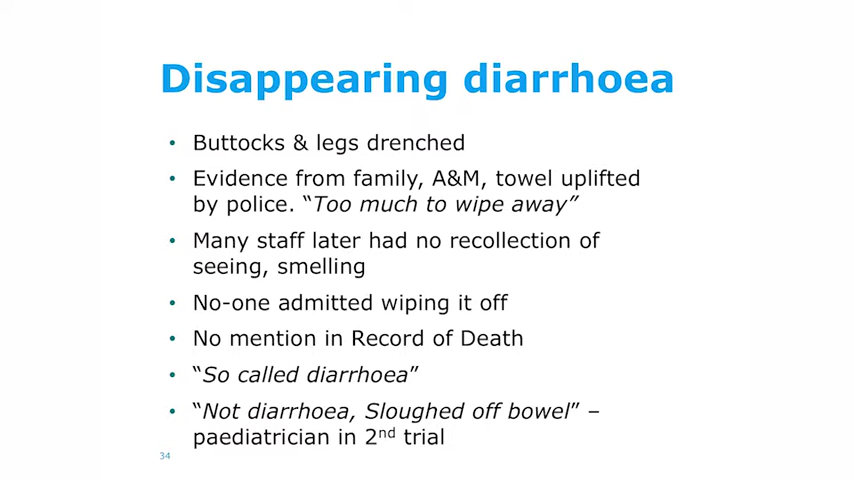 Disappearing diarrhoea
• Buttocks & legs drenched
• Evidence from family, A&M, towel uplifted
by police. “Too much to wipe away”
• Many staff later had no recollection of
seeing, smelling
• No-one admitted wiping it off
• No mention in Record of Death
• “So called diarrhoea”
• “Not diarrhoea, Sloughed off bowel” –
paediatrician in 2nd trial
34